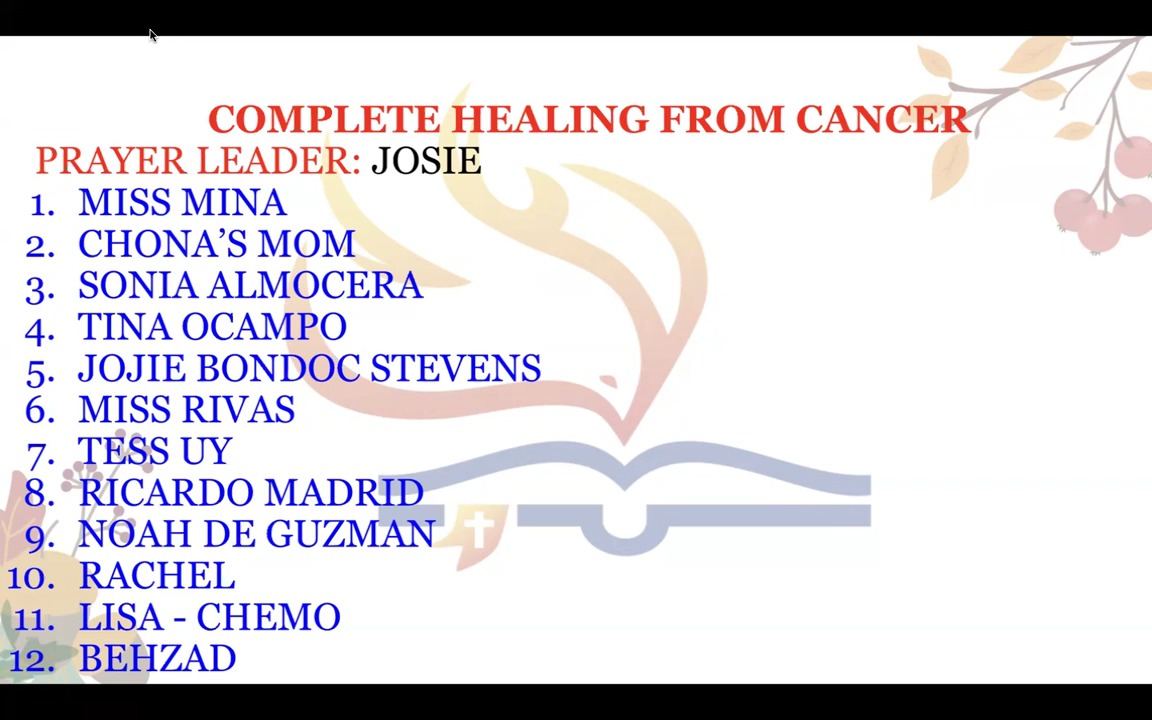 COMPLETE HEALING FROM CANCER
PRAYER LEADER: JOSIE
1. MISS MINA
2. CHONA’S MOM
3. SONIA ALMOCERA
4. TINA OCAMPO
5. JOJIE BONDOC STEVENS
6. MISS RIVAS
7. TESS UY
8. RICARDO MADRID
9. NOAH DE GUZMAN
10. RACHEL
11. LISA - CHEMO
12. BEHZAD